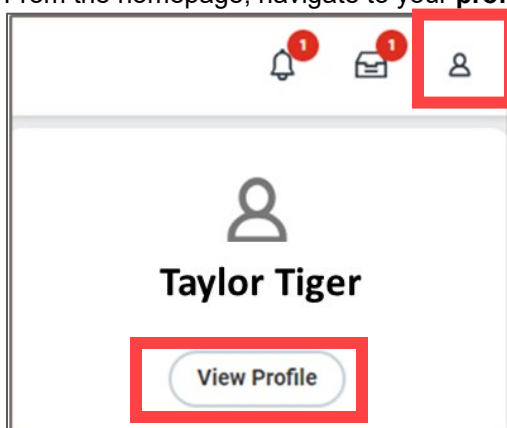 From the homepage, navigate to your
1
1
Taylor Tiger
View Profile